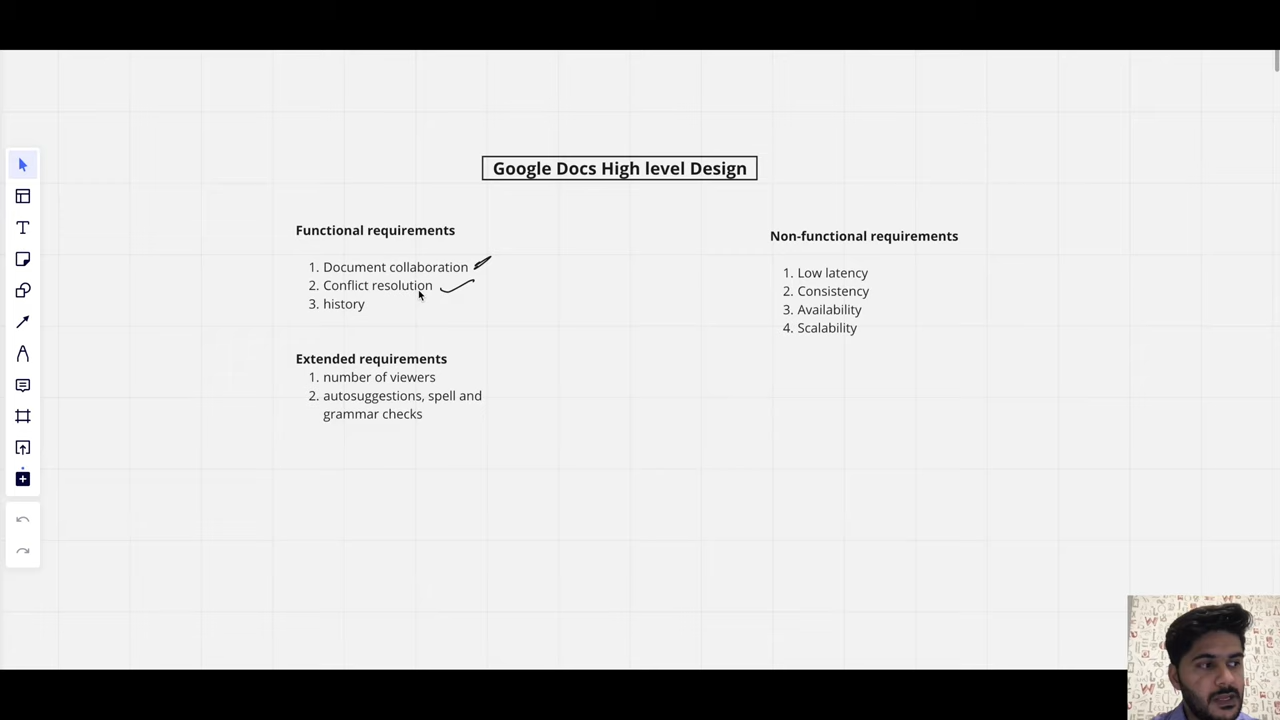 Google Docs High level Design
Functional requirements
1. Document collaboration
2. Conflict resolution
3. history
Extended requirements
1. number of viewers
2. autosuggestions, spell and
grammar checks
Non-functional requirements
1. Low latency
2. Consistency
3. Availability
4. Scalability